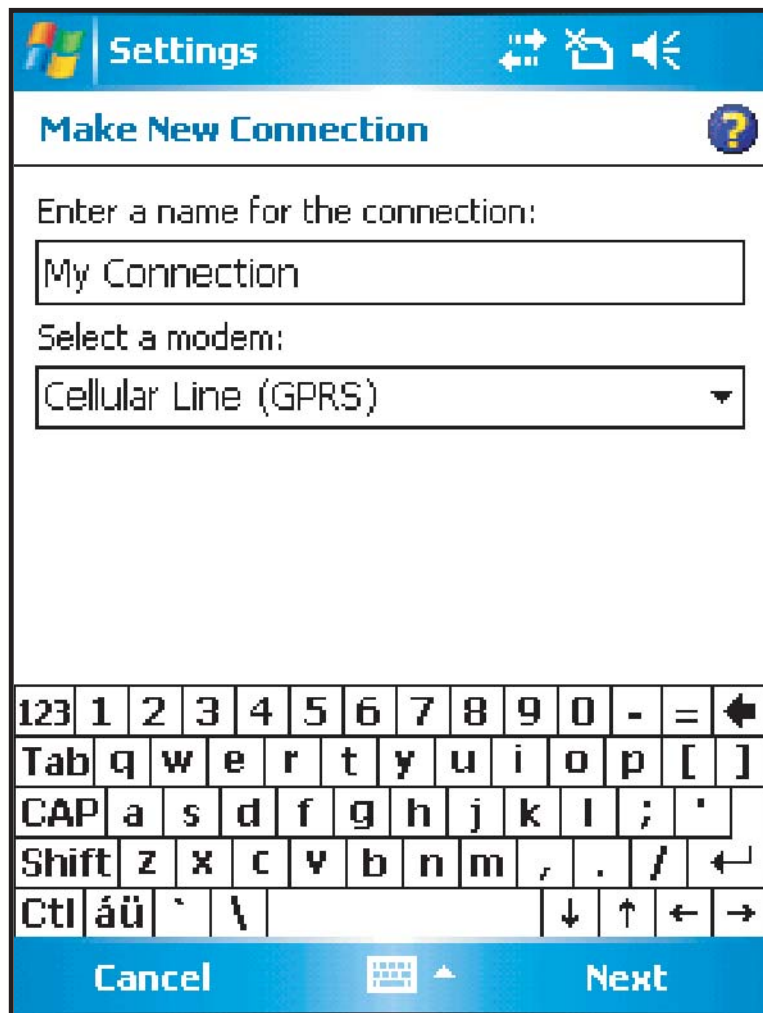 Settings
Make New Connection
Enter a name for the connection:
My Connection
Select a modem:
Cellular Line (GPRS)
123 1 2 3 4 5 6 7 8 9 0 - =
Tab q w e r t y u i o p [ ]
CAP a s d f g h j k l ; '
Shift z x c v b n m , . /
Ctl áü ` \ ↓ ↑ ← →
Cancel Next